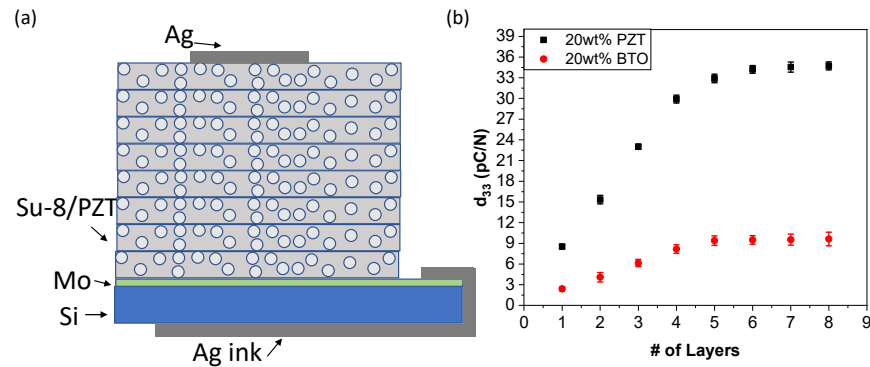 (a)
Ag
Su-8/PZT
Mo
Si
Ag ink
(b)
20wt% PZT
20wt% BTO
d33 (pC/N)
39
36
33
30
27
24
21
18
15
12
9
6
3
0
0 1 2 3 4 5 6 7 8 9
# of Layers